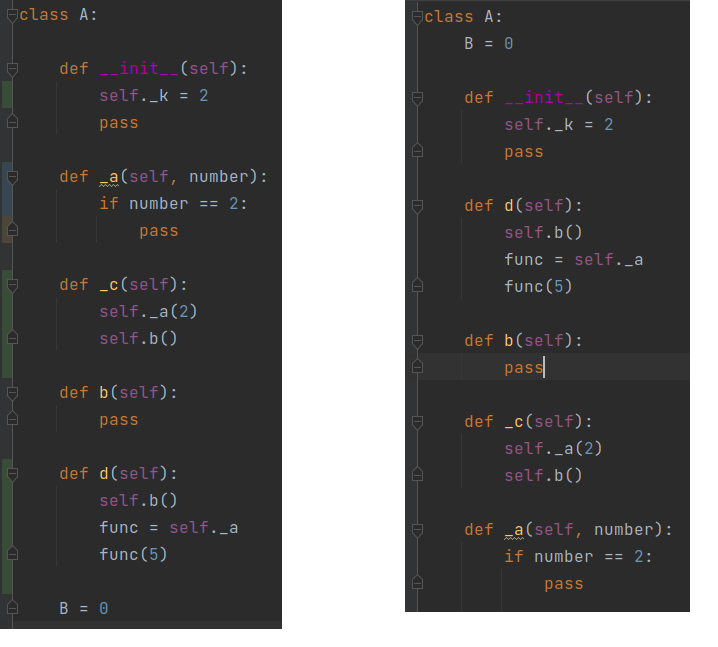 class A:
    def __init__(self):
        self._k = 2
        pass
    def _a(self, number):
        if number == 2:
            pass
    def _c(self):
        self._a(2)
        self.b()
    def b(self):
        pass
    def d(self):
        self.b()
        func = self._a
        func(5)
    B = 0
class A:
    B = 0
    def __init__(self):
        self._k = 2
        pass
    def d(self):
        self.b()
        func = self._a
        func(5)
    def b(self):
        pass
    def _c(self):
        self._a(2)
        self.b()
    def _a(self, number):
        if number == 2:
            pass